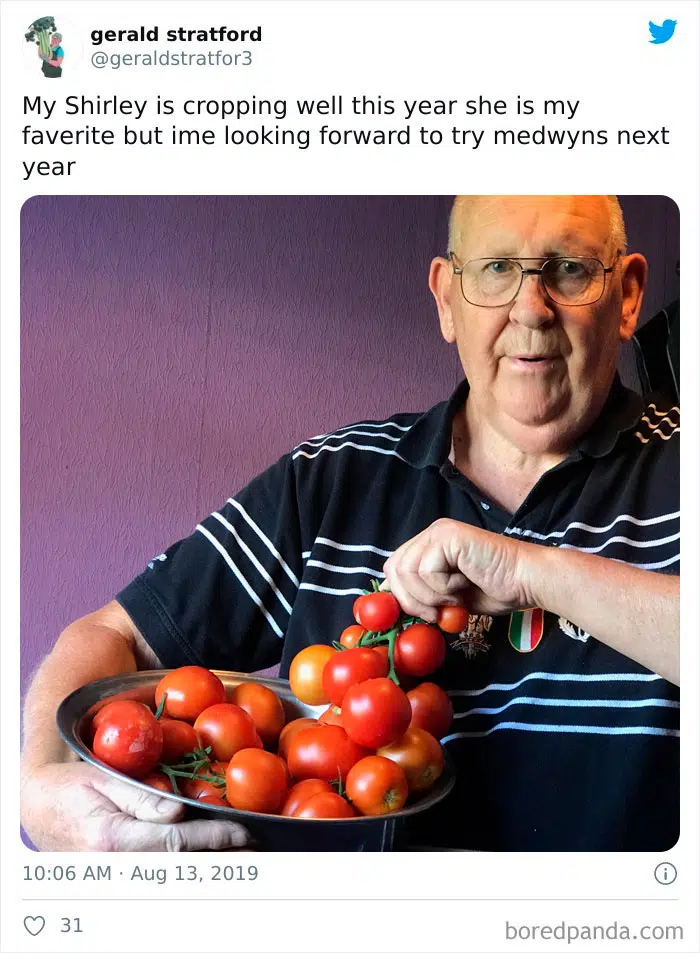 gerald stratford
@geraldstratfor3
My Shirley is cropping well this year she is my
faverite but ime looking forward to try medwyns next
year
10:06 AM · Aug 13, 2019
31
boredpanda.com